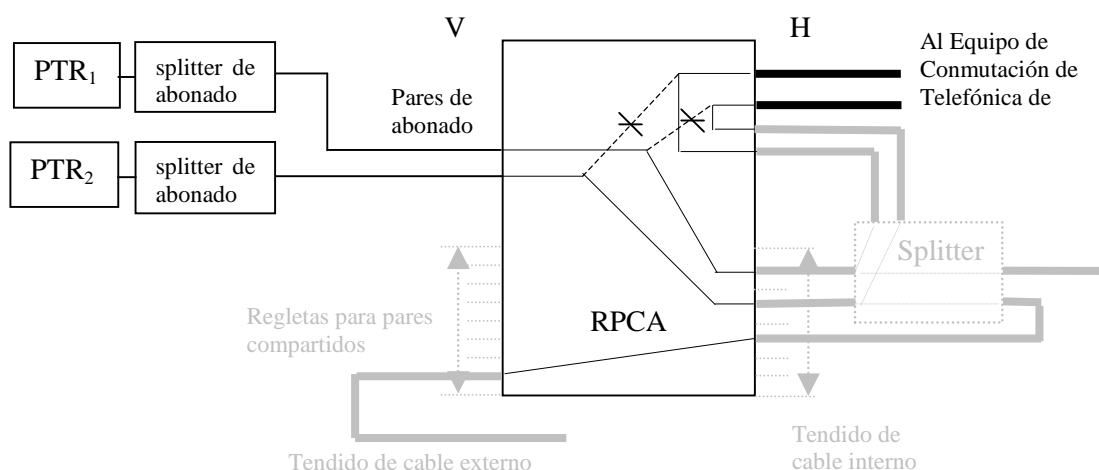 V
H
PTR1
splitter de
abonado
Pares de
abonado
Al Equipo de
Conmutación de
Telefónica de
PTR2
splitter de
abonado
Splitter
Regletas para pares
compartidos
RPCA
Tendido de cable externo
Tendido de
cable interno